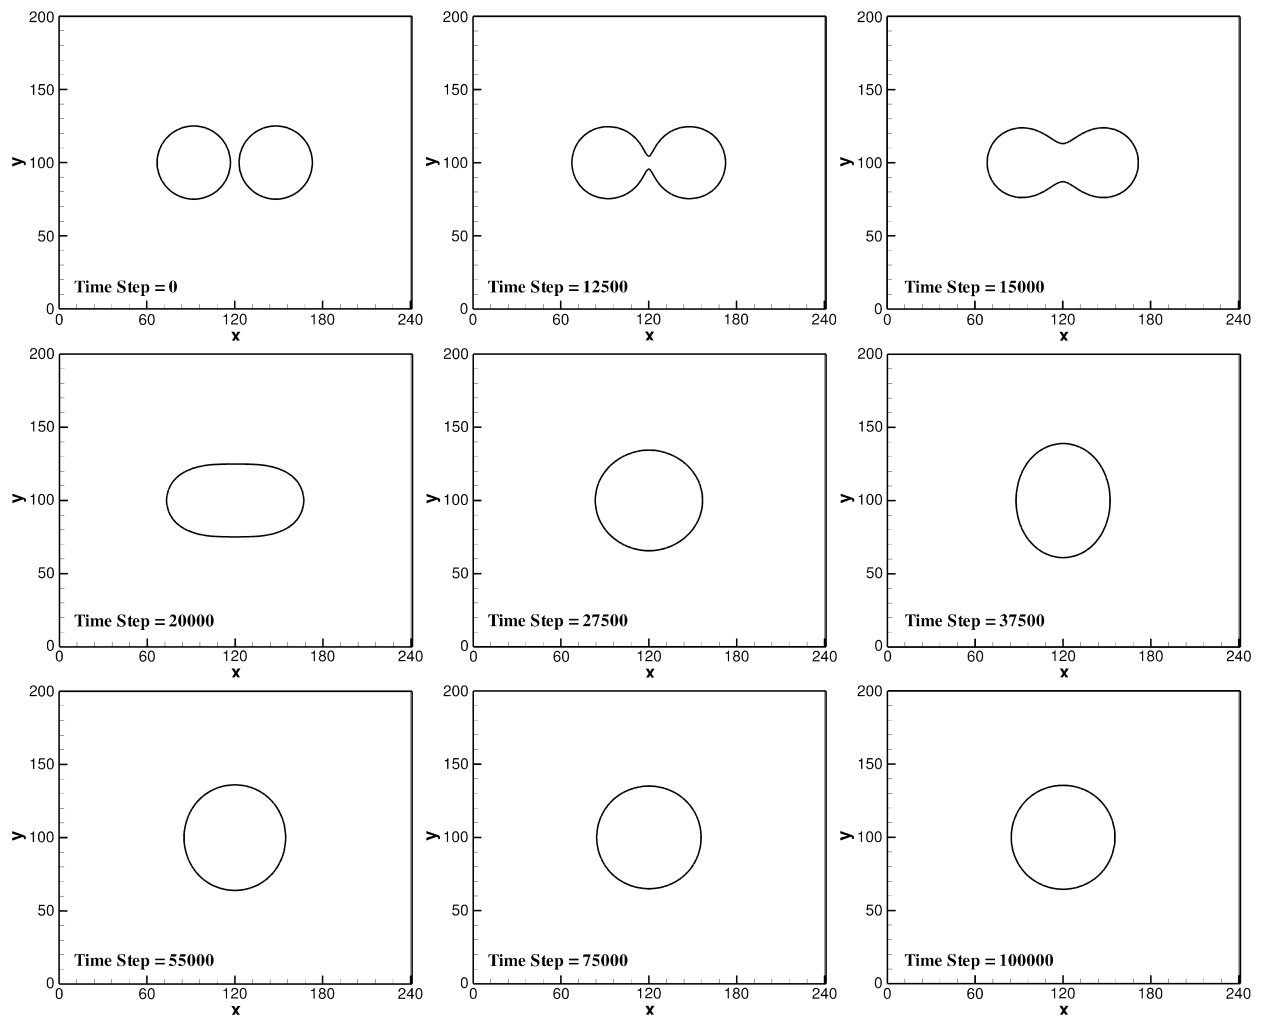 200
150
y 100
50
Time Step = 0
0
0 60 120 180 240
x
200
150
y 100
50
Time Step = 12500
0
0 60 120 180 240
x
200
150
y 100
50
Time Step = 15000
0
0 60 120 180 240
x
200
150
y 100
50
Time Step = 20000
0
0 60 120 180 240
x
200
150
y 100
50
Time Step = 27500
0
0 60 120 180 240
x
200
150
y 100
50
Time Step = 37500
0
0 60 120 180 240
x
200
150
y 100
50
Time Step = 55000
0
0 60 120 180 240
x
200
150
y 100
50
Time Step = 75000
0
0 60 120 180 240
x
200
150
y 100
50
Time Step = 100000
0
0 60 120 180 240
x